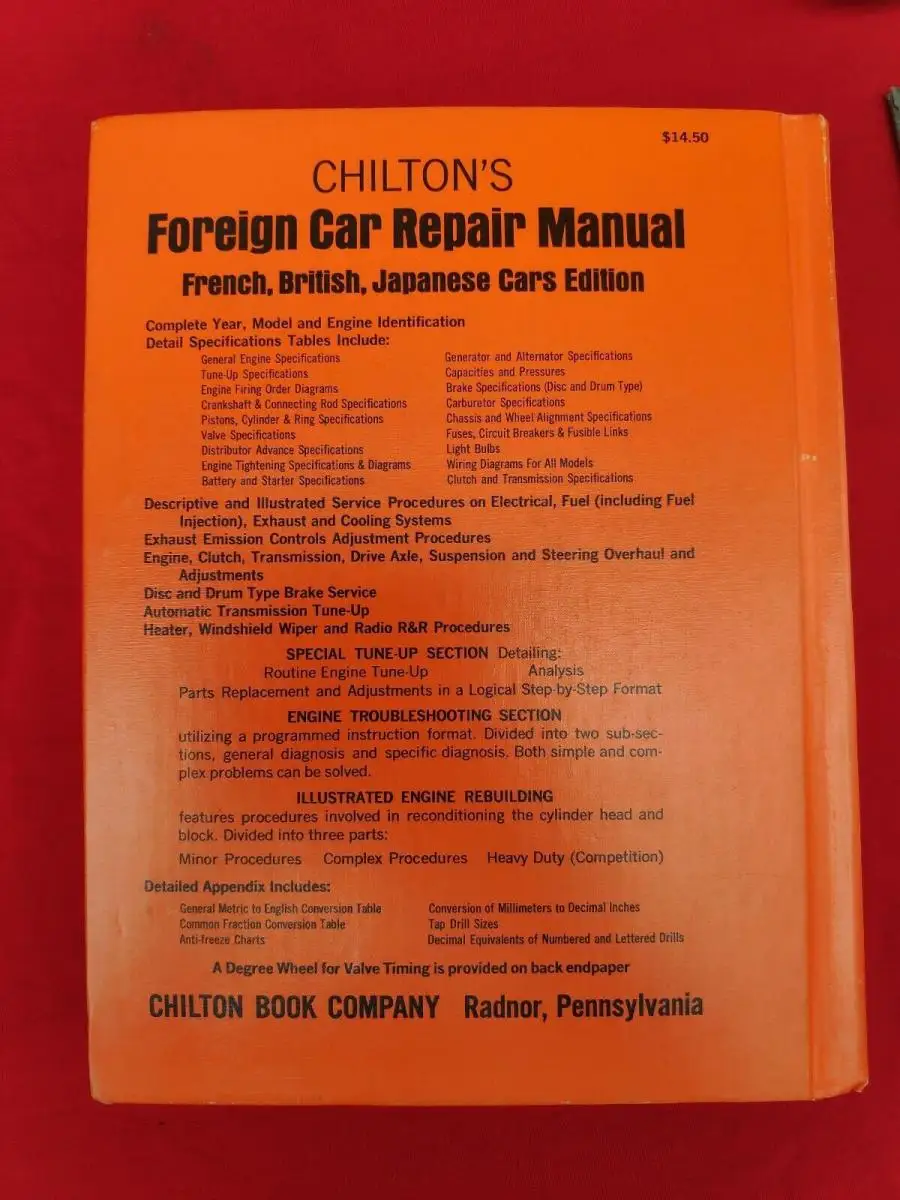 $14.50
CHILTON'S
Foreign Car Repair Manual
French, British, Japanese Cars Edition
Complete Year, Model and Engine Identification
Detail Specifications Tables Include:
General Engine Specifications
Tune-Up Specifications
Engine Firing Order Diagrams
Crankshaft & Connecting Rod Specifications
Pistons, Cylinder & Ring Specifications
Valve Specifications
Distributor Advance Specifications
Engine Tightening Specifications & Diagrams
Battery and Starter Specifications
Generator and Alternator Specifications
Capacities and Pressures
Brake Specifications (Disc and Drum Type)
Carburetor Specifications
Chassis and Wheel Alignment Specifications
Fuses, Circuit Breakers & Fusible Links
Light Bulbs
Wiring Diagrams For All Models
Clutch and Transmission Specifications
Descriptive and Illustrated Service Procedures on Electrical, Fuel (including Fuel
Injection), Exhaust and Cooling Systems
Exhaust Emission Controls Adjustment Procedures
Engine, Clutch, Transmission, Drive Axle, Suspension and Steering Overhaul and
Adjustments
Disc and Drum Type Brake Service
Automatic Transmission Tune-Up
Heater, Windshield Wiper and Radio R&R Procedures
SPECIAL TUNE-UP SECTION Detailing:
Routine Engine Tune-Up Analysis
Parts Replacement and Adjustments in a Logical Step-by-Step Format
ENGINE TROUBLESHOOTING SECTION
utilizing a programmed instruction format. Divided into two sub-sec-
tions, general diagnosis and specific diagnosis. Both simple and com-
plex problems can be solved.
ILLUSTRATED ENGINE REBUILDING
features procedures involved in reconditioning the cylinder head and
block. Divided into three parts:
Minor Procedures Complex Procedures Heavy Duty (Competition)
Detailed Appendix Includes:
General Metric to English Conversion Table
Common Fraction Conversion Table
Anti-freeze Charts
Conversion of Millimeters to Decimal Inches
Tap Drill Sizes
Decimal Equivalents of Numbered and Lettered Drills
A Degree Wheel for Valve Timing is provided on back endpaper
CHILTON BOOK COMPANY Radnor, Pennsylvania